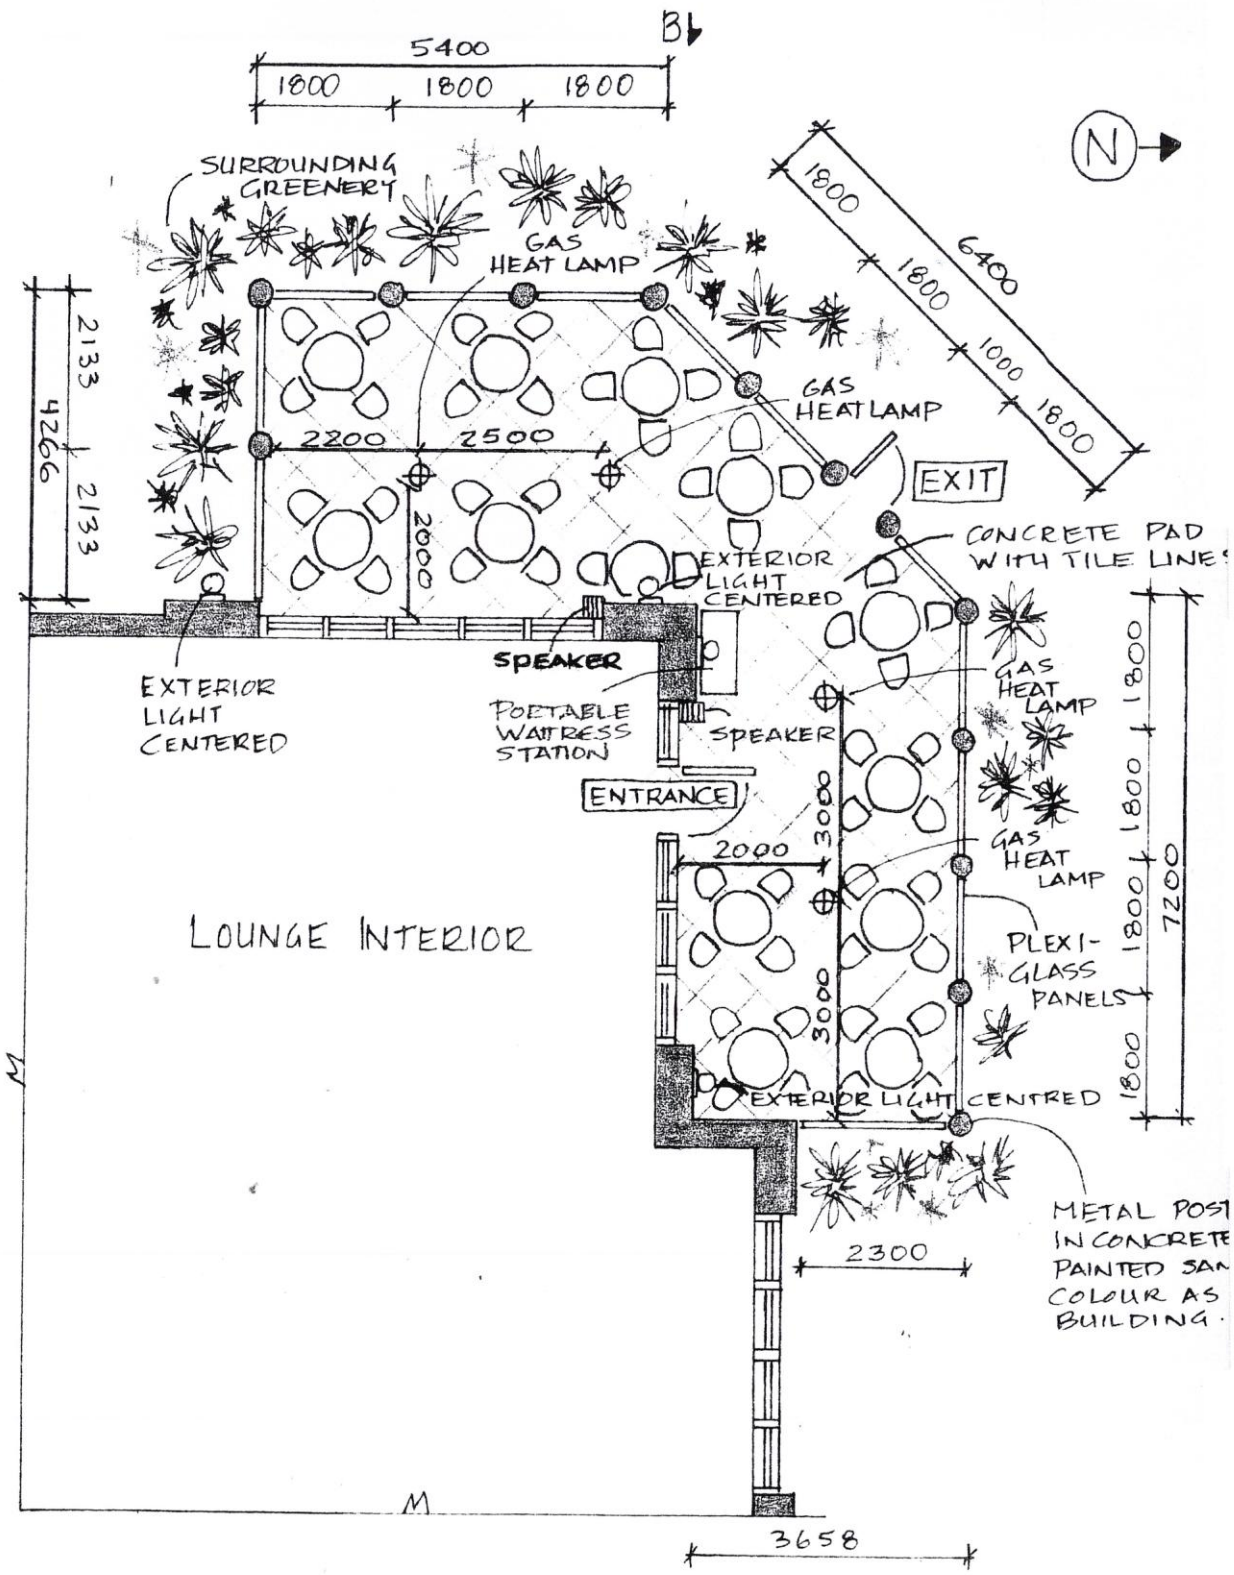 B
5400
1800 1800 1800
N
SURROUNDING
GREENERY
GAS
HEAT LAMP
1800
6400
1800
1000
1800
2133
4266
2133
GAS
HEAT LAMP
2200 2500
2000
EXIT
CONCRETE PAD
WITH TILE LINES
EXTERIOR
LIGHT
CENTERED
SPEAKER
EXTERIOR
LIGHT
CENTERED
PORTABLE
WAITRESS
STATION
SPEAKER
GAS
HEAT
LAMP
1800
ENTRANCE
3000
1800
2000
GAS
HEAT
LAMP
7200
LOUNGE INTERIOR
1800
PLEXI-
GLASS
PANELS
3000
1800
EXTERIOR LIGHT CENTRED
M
METAL POST
IN CONCRETE
PAINTED SAM
COLOUR AS
BUILDING.
2300
M
3658